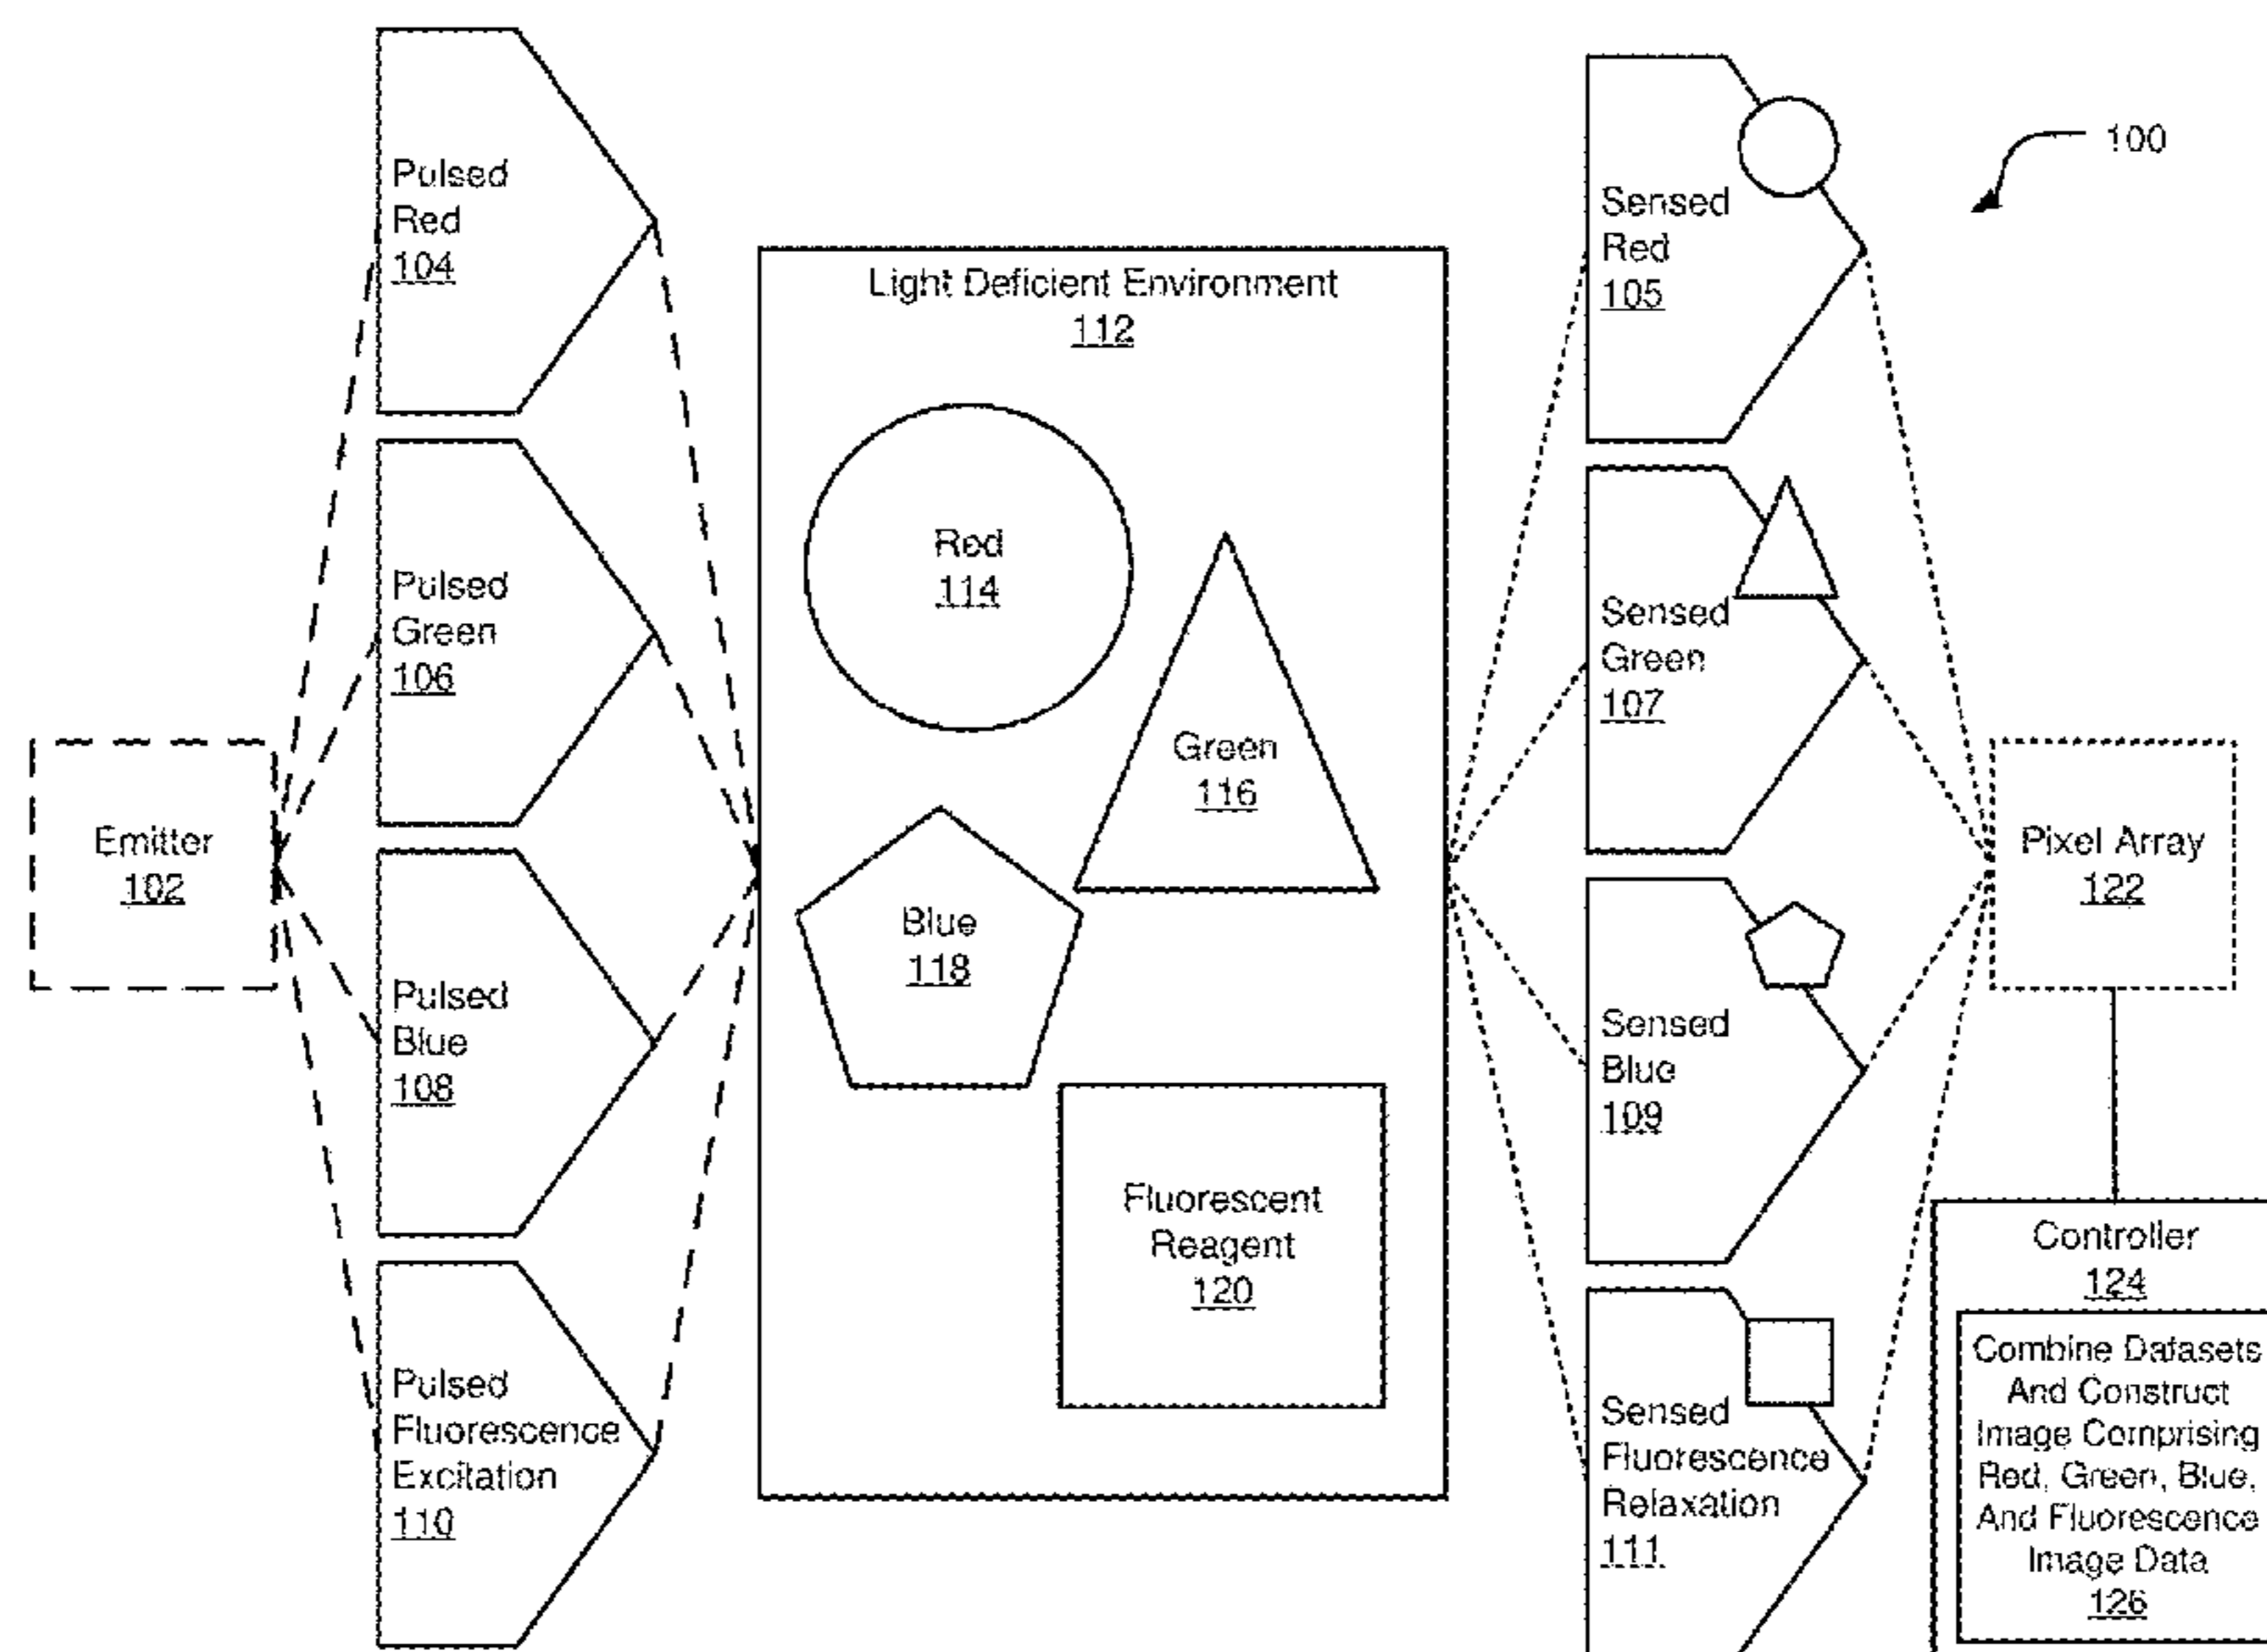 Pulsed
Red
104
Pulsed
Green
106
Emitter
102
Pulsed
Blue
108
Pulsed
Fluorescence
Excitation
110
Light Deficient Environment
112
Red
114
Green
116
Blue
118
Fluorescent
Reagent
120
Sensed
Red
105
100
Sensed
Green
107
Sensed
Blue
109
Sensed
Fluorescence
Relaxation
111
Pixel Array
122
Controller
124
Combine Datasets
And Construct
Image Comprising
Red, Green, Blue,
And Fluorescence
Image Data
126